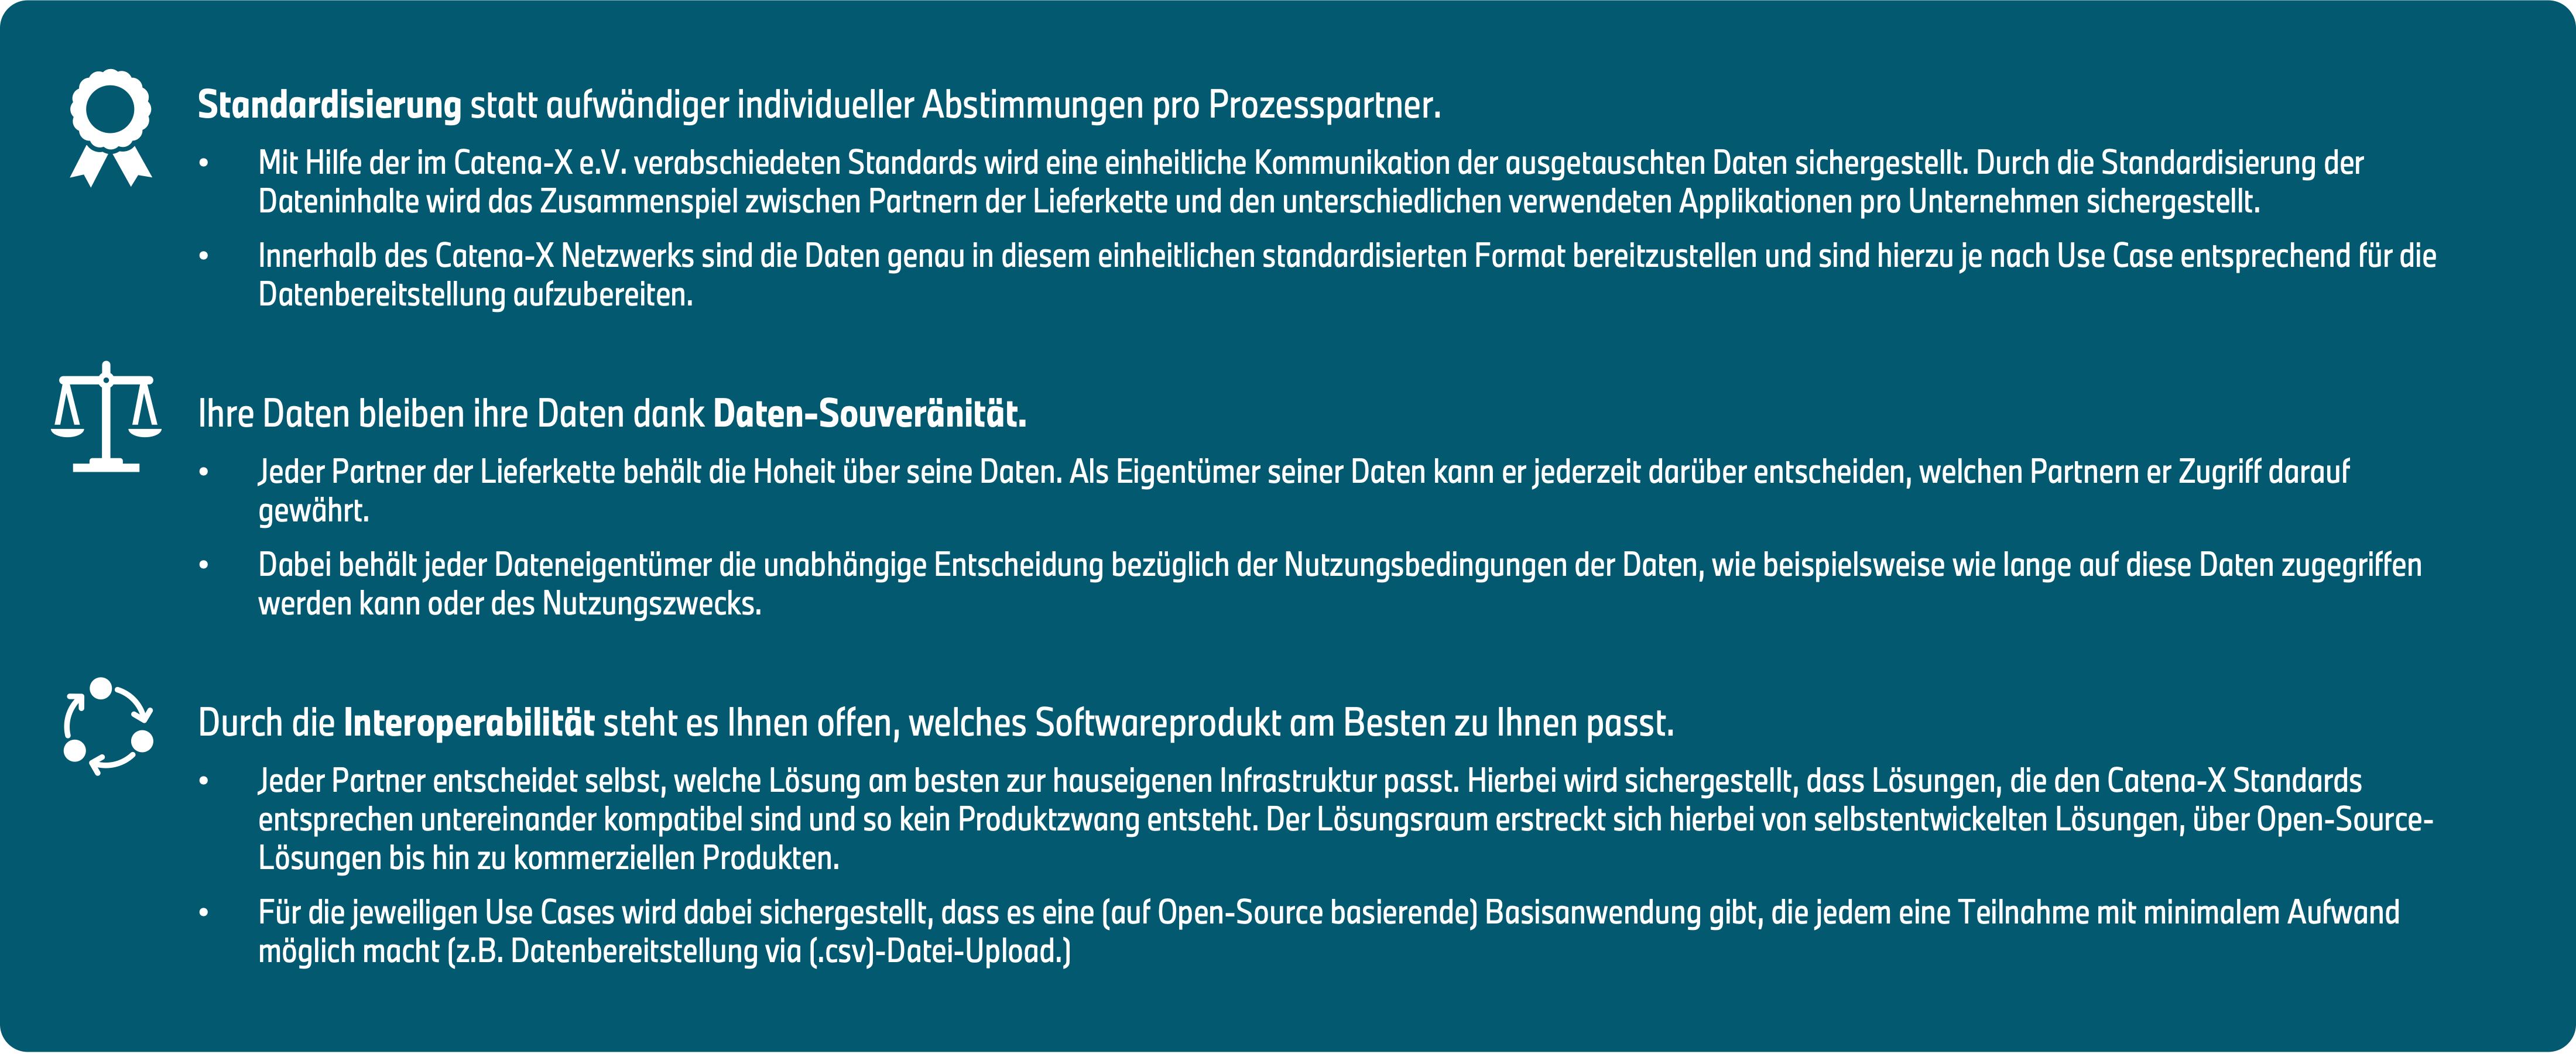 Standardisierung statt aufwändiger individueller Abstimmungen pro Prozesspartner.
• Mit Hilfe der im Catena-X e.V. verabschiedeten Standards wird eine einheitliche Kommunikation der ausgetauschten Daten sichergestellt. Durch die Standardisierung der
Dateninhalte wird das Zusammenspiel zwischen Partnern der Lieferkette und den unterschiedlichen verwendeten Applikationen pro Unternehmen sichergestellt.
• Innerhalb des Catena-X Netzwerks sind die Daten genau in diesem einheitlichen standardisierten Format bereitzustellen und sind hierzu je nach Use Case entsprechend für die
Datenbereitstellung aufzubereiten.
Ihre Daten bleiben ihre Daten dank Daten-Souveränität.
• Jeder Partner der Lieferkette behält die Hoheit über seine Daten. Als Eigentümer seiner Daten kann er jederzeit darüber entscheiden, welchen Partnern er Zugriff darauf
gewährt.
• Dabei behält jeder Dateneigentümer die unabhängige Entscheidung bezüglich der Nutzungsbedingungen der Daten, wie beispielsweise wie lange auf diese Daten zugegriffen
werden kann oder des Nutzungszwecks.
Durch die Interoperabilität steht es Ihnen offen, welches Softwareprodukt am Besten zu Ihnen passt.
• Jeder Partner entscheidet selbst, welche Lösung am besten zur hauseigenen Infrastruktur passt. Hierbei wird sichergestellt, dass Lösungen, die den Catena-X Standards
entsprechen untereinander kompatibel sind und so kein Produktzwang entsteht. Der Lösungsraum erstreckt sich hierbei von selbstentwickelten Lösungen, über Open-Source-
Lösungen bis hin zu kommerziellen Produkten.
• Für die jeweiligen Use Cases wird dabei sichergestellt, dass es eine (auf Open-Source basierende) Basisanwendung gibt, die jedem eine Teilnahme mit minimalem Aufwand
möglich macht (z.B. Datenbereitstellung via (.csv)-Datei-Upload.)